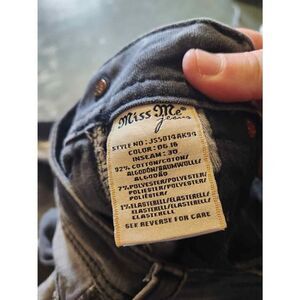 Miss Me®
jeans
STYLE NO: JS5014AK94
COLOR: DG 16
INSEAM: 30
92% COTTON/COTTON/
ALGODÓN/BAUMWOLLE/
ALGODÃO
7% POLYESTER/POLYESTER/
POLIÉSTER/POLYESTER/
POLIÉSTER
1% ELASTERELL/ELASTERELL/
ELASTERELL/ELASTERELL/
ELASTERELL
SEE REVERSE FOR CARE